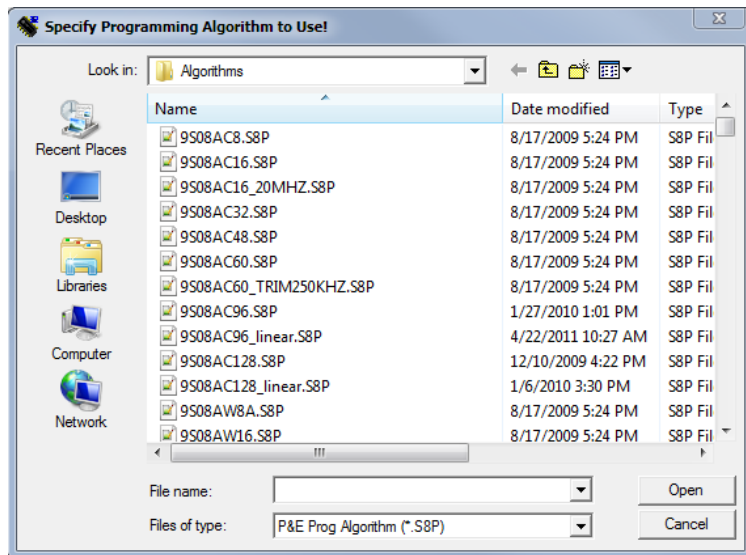 Specify Programming Algorithm to Use!
Look in: Algorithms
Name Date modified Type
Recent Places
Desktop
Libraries
Computer
Network
9S08AC8.S8P 8/17/2009 5:24 PM S8P Fil
9S08AC16.S8P 8/17/2009 5:24 PM S8P Fil
9S08AC16_20MHZ.S8P 8/17/2009 5:24 PM S8P Fil
9S08AC32.S8P 8/17/2009 5:24 PM S8P Fil
9S08AC48.S8P 8/17/2009 5:24 PM S8P Fil
9S08AC60.S8P 8/17/2009 5:24 PM S8P Fil
9S08AC60_TRIM250KHZ.S8P 8/17/2009 5:24 PM S8P Fil
9S08AC96.S8P 1/27/2010 1:01 PM S8P Fil
9S08AC96_linear.S8P 4/22/2011 10:27 AM S8P Fil
9S08AC128.S8P 12/10/2009 4:22 PM S8P Fil
9S08AC128_linear.S8P 1/6/2010 3:30 PM S8P Fil
9S08AW8A.S8P 8/17/2009 5:24 PM S8P Fil
9S08AW16.S8P 8/17/2009 5:24 PM S8P Fil
File name: Open
Files of type: P&E Prog Algorithm (*.S8P) Cancel